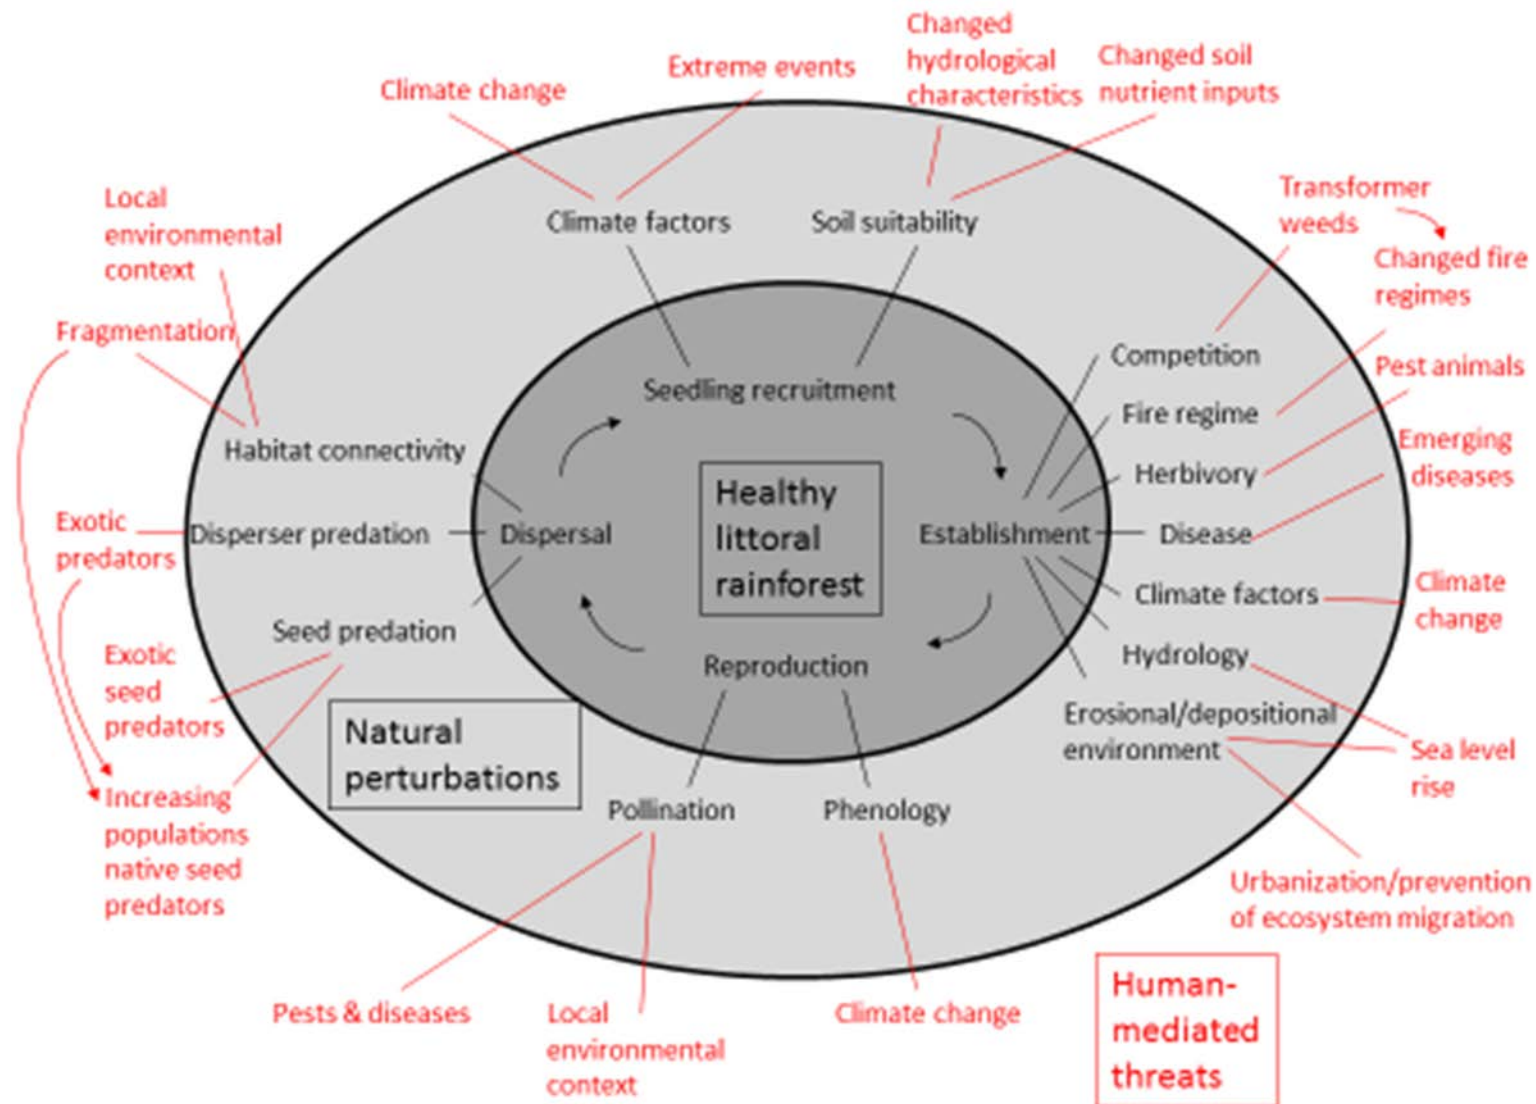 Changed
hydrological
characteristics
Changed soil
nutrient inputs
Extreme events
Climate change
Local
environmental
context
Transformer
weeds
Climate factors
Soil suitability
Changed fire
regimes
Fragmentation
Competition
Pest animals
Seedling recruitment
Fire regime
Habitat connectivity
Emerging
diseases
Herbivory
Healthy
littoral
rainforest
Exotic
predators
Disperser predation
Dispersal
Establishment
Disease
Climate factors
Climate
change
Seed predation
Hydrology
Exotic
seed
predators
Reproduction
Natural
perturbations
Erosional/depositional
environment
Sea level
rise
Increasing
populations
native seed
predators
Pollination
Phenology
Urbanization/prevention
of ecosystem migration
Pests & diseases
Local
environmental
context
Climate change
Human-
mediated
threats